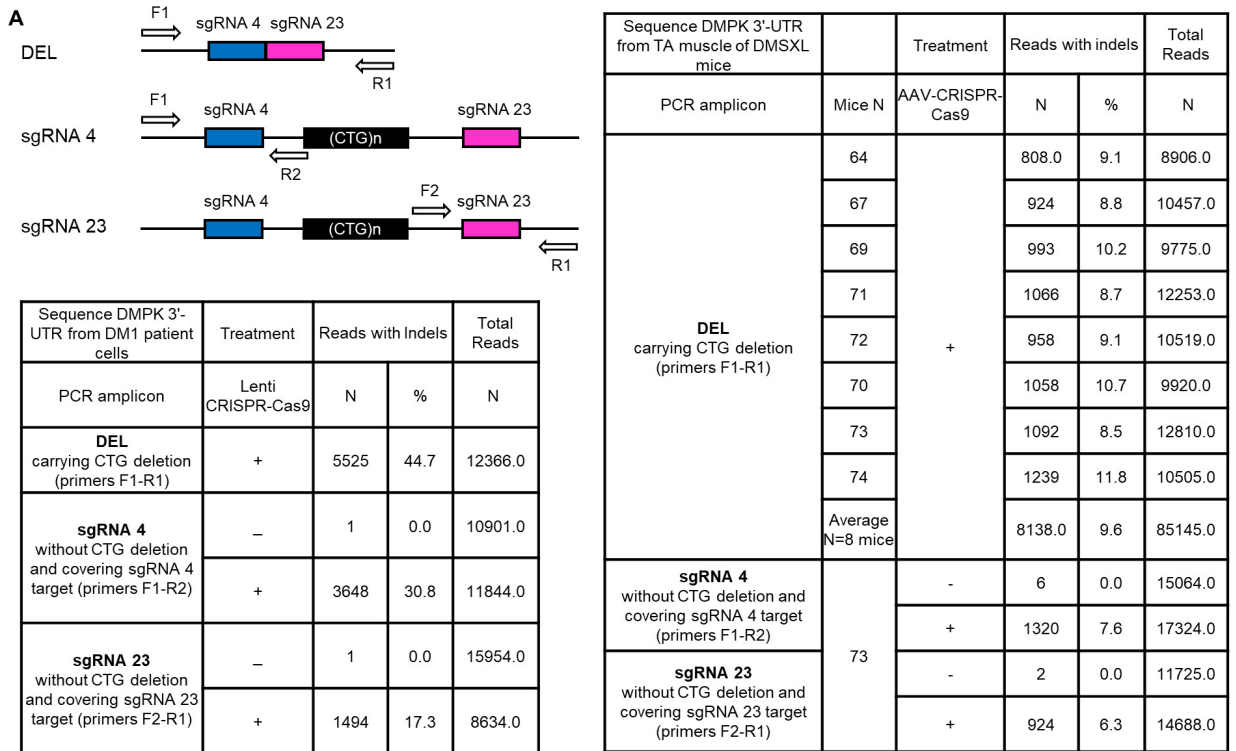 A
F1
sgRNA 4 sgRNA 23
DEL
R1
F1
sgRNA 4
sgRNA 23
sgRNA 4
(CTG)n
R2
F2
sgRNA 4
sgRNA 23
sgRNA 23
(CTG)n
R1
Sequence DMPK 3'-
UTR from DM1 patient
cells
Treatment
Reads with Indels
Total
Reads
PCR amplicon
Lenti
CRISPR-Cas9
N
%
N
DEL
carrying CTG deletion
(primers F1-R1)
+
5525
44.7
12366.0
sgRNA 4
without CTG deletion
and covering sgRNA 4
target (primers F1-R2)
–
1
0.0
10901.0
+
3648
30.8
11844.0
sgRNA 23
without CTG deletion
and covering sgRNA 23
target (primers F2-R1)
–
1
0.0
15954.0
+
1494
17.3
8634.0
Sequence DMPK 3'-UTR
from TA muscle of DMSXL
mice
Treatment
Reads with indels
Total
Reads
PCR amplicon
Mice N
AAV-CRISPR-
Cas9
N
%
N
DEL
carrying CTG deletion
(primers F1-R1)
+
64
808.0
9.1
8906.0
67
924
8.8
10457.0
69
993
10.2
9775.0
71
1066
8.7
12253.0
72
958
9.1
10519.0
70
1058
10.7
9920.0
73
1092
8.5
12810.0
74
1239
11.8
10505.0
Average
N=8 mice
8138.0
9.6
85145.0
sgRNA 4
without CTG deletion and
covering sgRNA 4 target
(primers F1-R2)
73
-
6
0.0
15064.0
+
1320
7.6
17324.0
sgRNA 23
without CTG deletion and
covering sgRNA 23 target
(primers F2-R1)
-
2
0.0
11725.0
+
924
6.3
14688.0